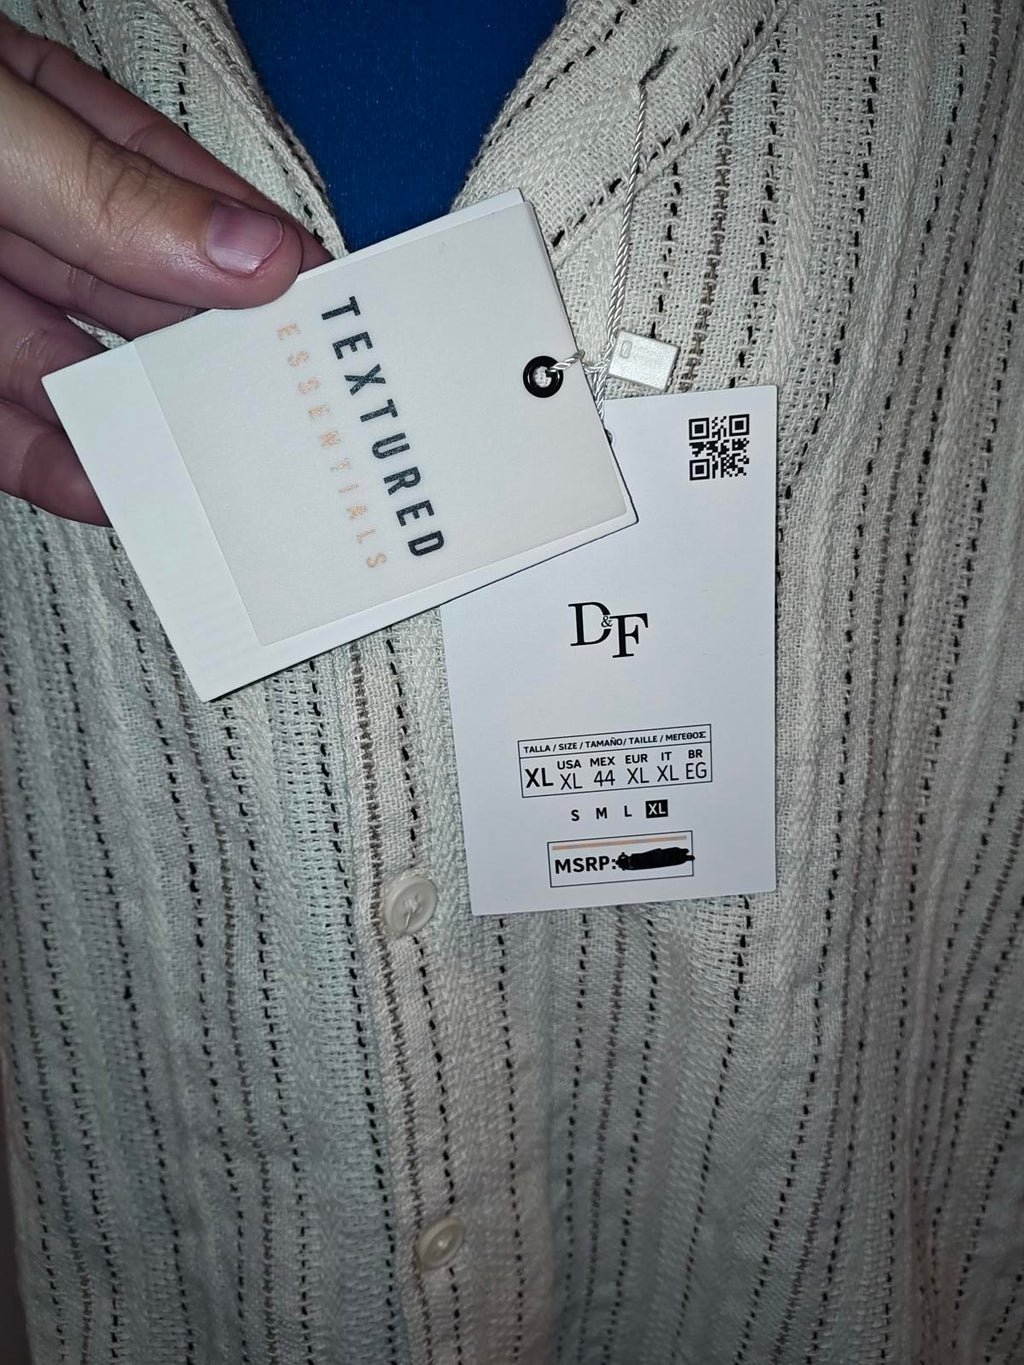 TEXTURED
ESSENTIALS
D&F
TALLA / SIZE / TAMAÑO / TAILLE / ΜΕΓΕΘΟΣ
XL USA XL MEX 44 EUR XL IT XL BR EG
S M L XL
MSRP: